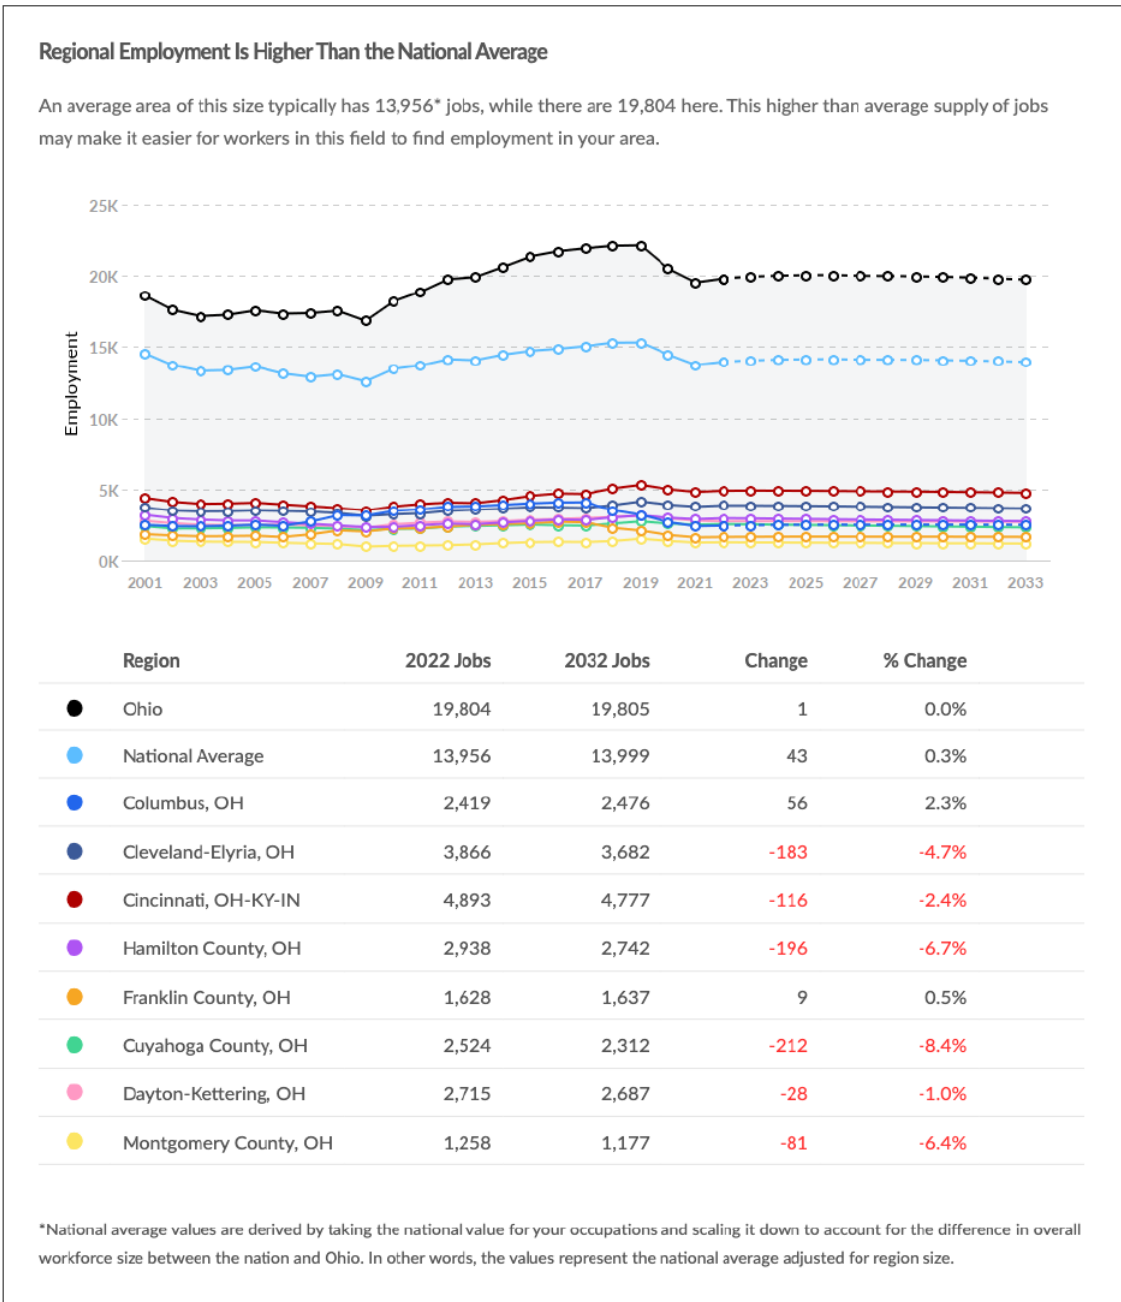 Regional Employment Is Higher Than the National Average
An average area of this size typically has 13,956* jobs, while there are 19,804 here. This higher than average supply of jobs
may make it easier for workers in this field to find employment in your area.
25K
20K
15K
10K
5K
0K
Employment
2001 2003 2005 2007 2009 2011 2013 2015 2017 2019 2021 2023 2025 2027 2029 2031 2033
Region 2022 Jobs 2032 Jobs Change % Change
Ohio 19,804 19,805 1 0.0%
National Average 13,956 13,999 43 0.3%
Columbus, OH 2,419 2,476 56 2.3%
Cleveland-Elyria, OH 3,866 3,682 -183 -4.7%
Cincinnati, OH-KY-IN 4,893 4,777 -116 -2.4%
Hamilton County, OH 2,938 2,742 -196 -6.7%
Franklin County, OH 1,628 1,637 9 0.5%
Cuyahoga County, OH 2,524 2,312 -212 -8.4%
Dayton-Kettering, OH 2,715 2,687 -28 -1.0%
Montgomery County, OH 1,258 1,177 -81 -6.4%
*National average values are derived by taking the national value for your occupations and scaling it down to account for the difference in overall
workforce size between the nation and Ohio. In other words, the values represent the national average adjusted for region size.